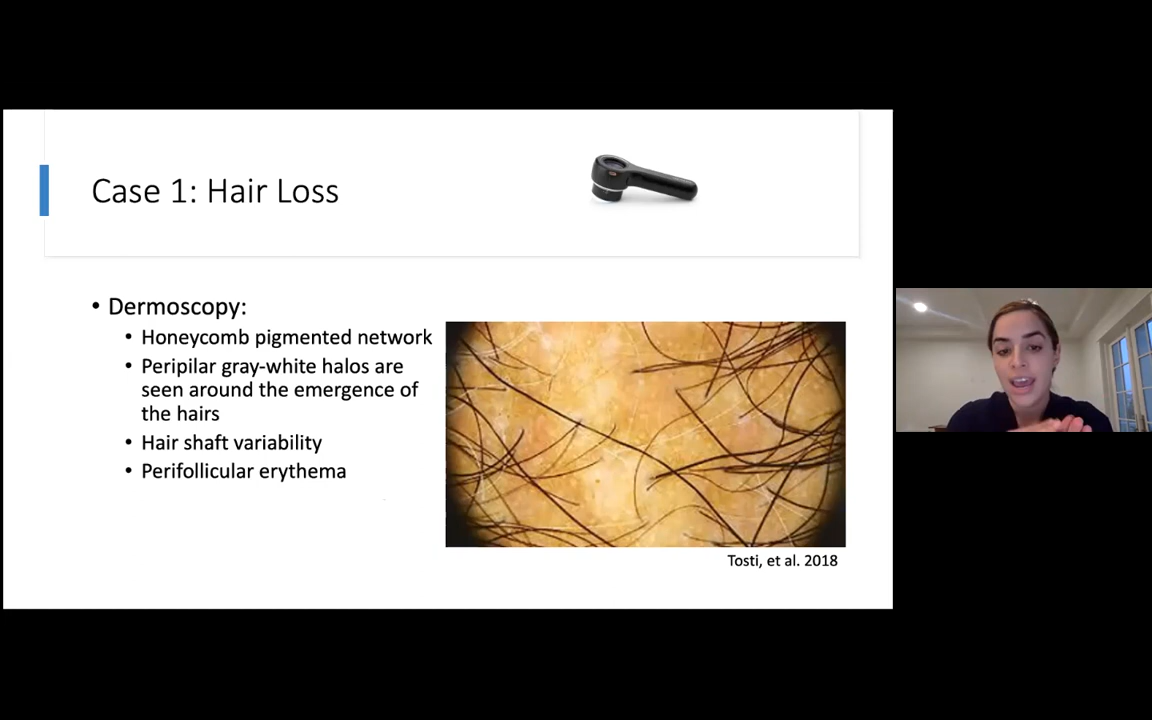 Case 1: Hair Loss
• Dermoscopy:
• Honeycomb pigmented network
• Peripilar gray-white halos are
seen around the emergence of
the hairs
• Hair shaft variability
• Perifollicular erythema
Tosti, et al. 2018